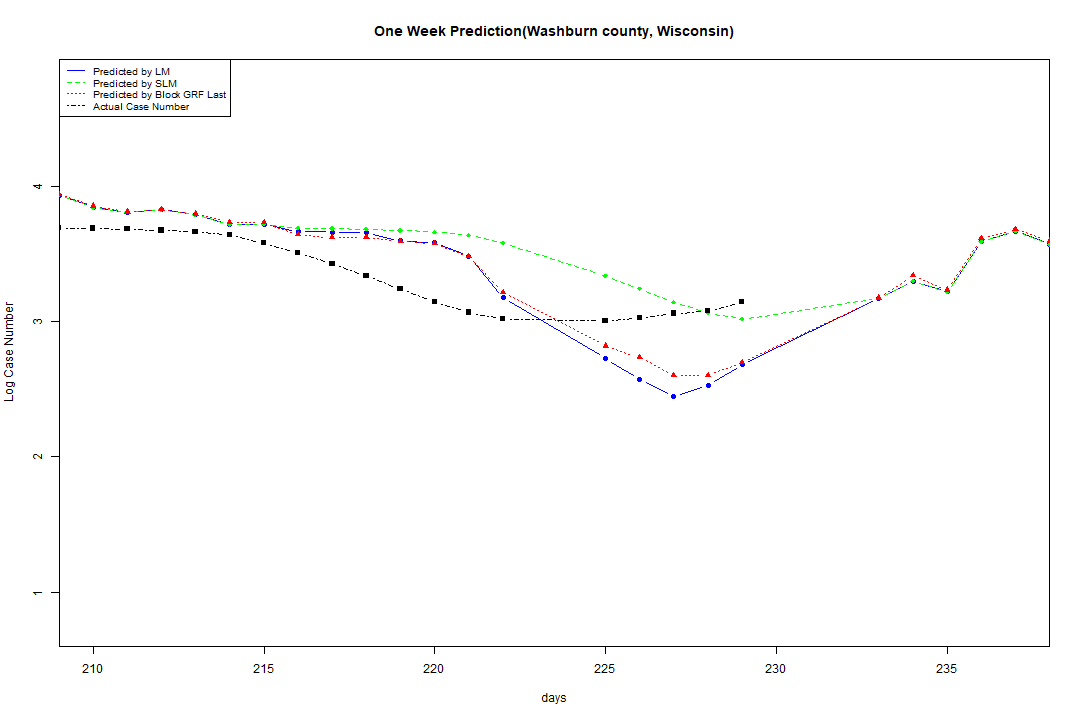 One Week Prediction(Washburn county, Wisconsin)
Predicted by LM
Predicted by SLM
Predicted by Block GRF Last
Actual Case Number
4
3
2
1
Log Case Number
210 215 220 225 230 235
days